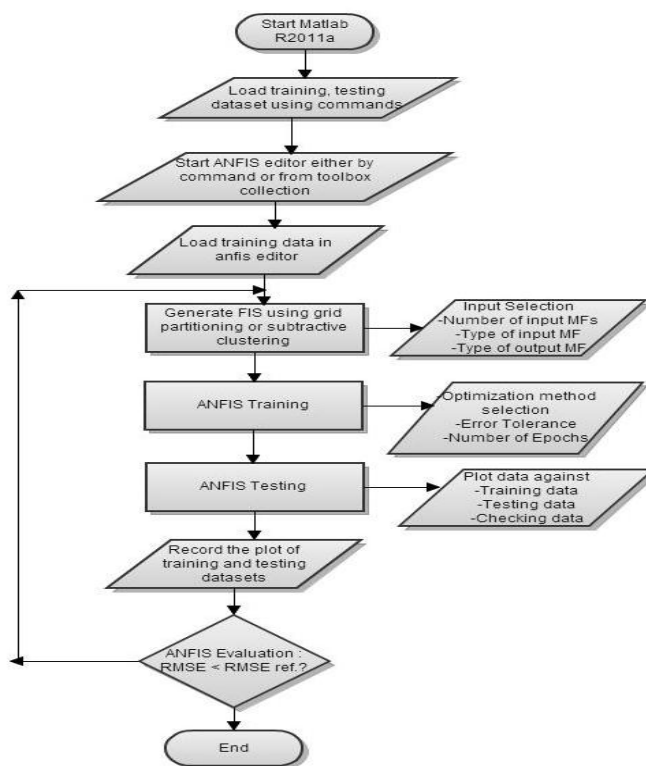 Start Matlab
R2011a
Load training, testing
dataset using commands
Start ANFIS editor either by
command or from toolbox
collection
Load training data in
anfis editor
Generate FIS using grid
partitioning or subtractive
clustering
Input Selection
-Number of input MFs
-Type of input MF
-Type of output MF
ANFIS Training
-Optimization method
selection
-Error Tolerance
-Number of Epochs
ANFIS Testing
Plot data against
-Training data
-Testing data
-Checking data
Record the plot of
training and testing
datasets
ANFIS Evaluation :
RMSE < RMSE ref.?
End